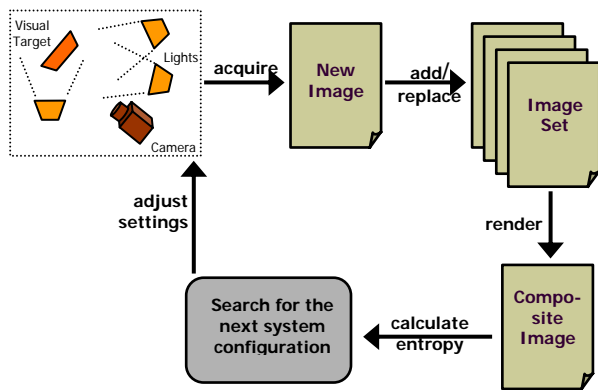 Visual
Target
Lights
Camera
acquire
New
Image
add/
replace
Image
Set
render
Compo-
site
Image
calculate
entropy
Search for the
next system
configuration
adjust
settings